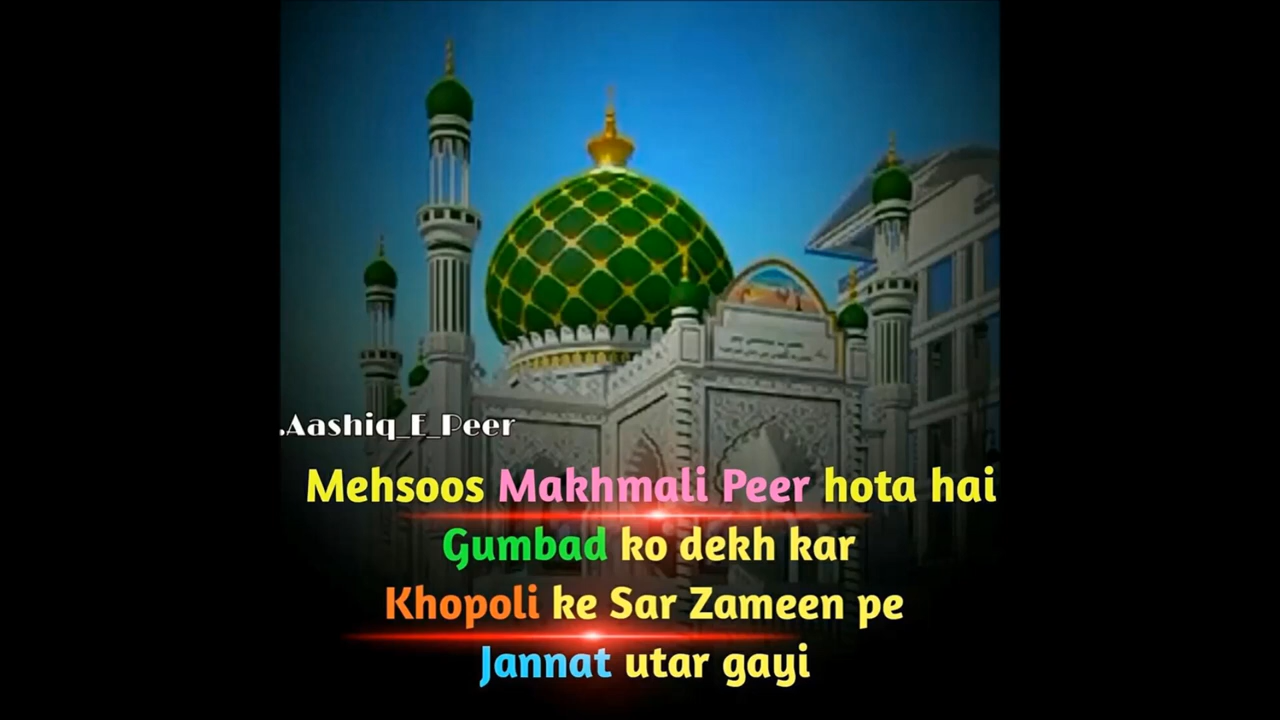 .Aashiq_E_Peer
Mehsoos Makhmali Peer hota hai
Gumbad ko dekh kar
Khopoli ke Sar Zameen pe
Jannat utar gayi